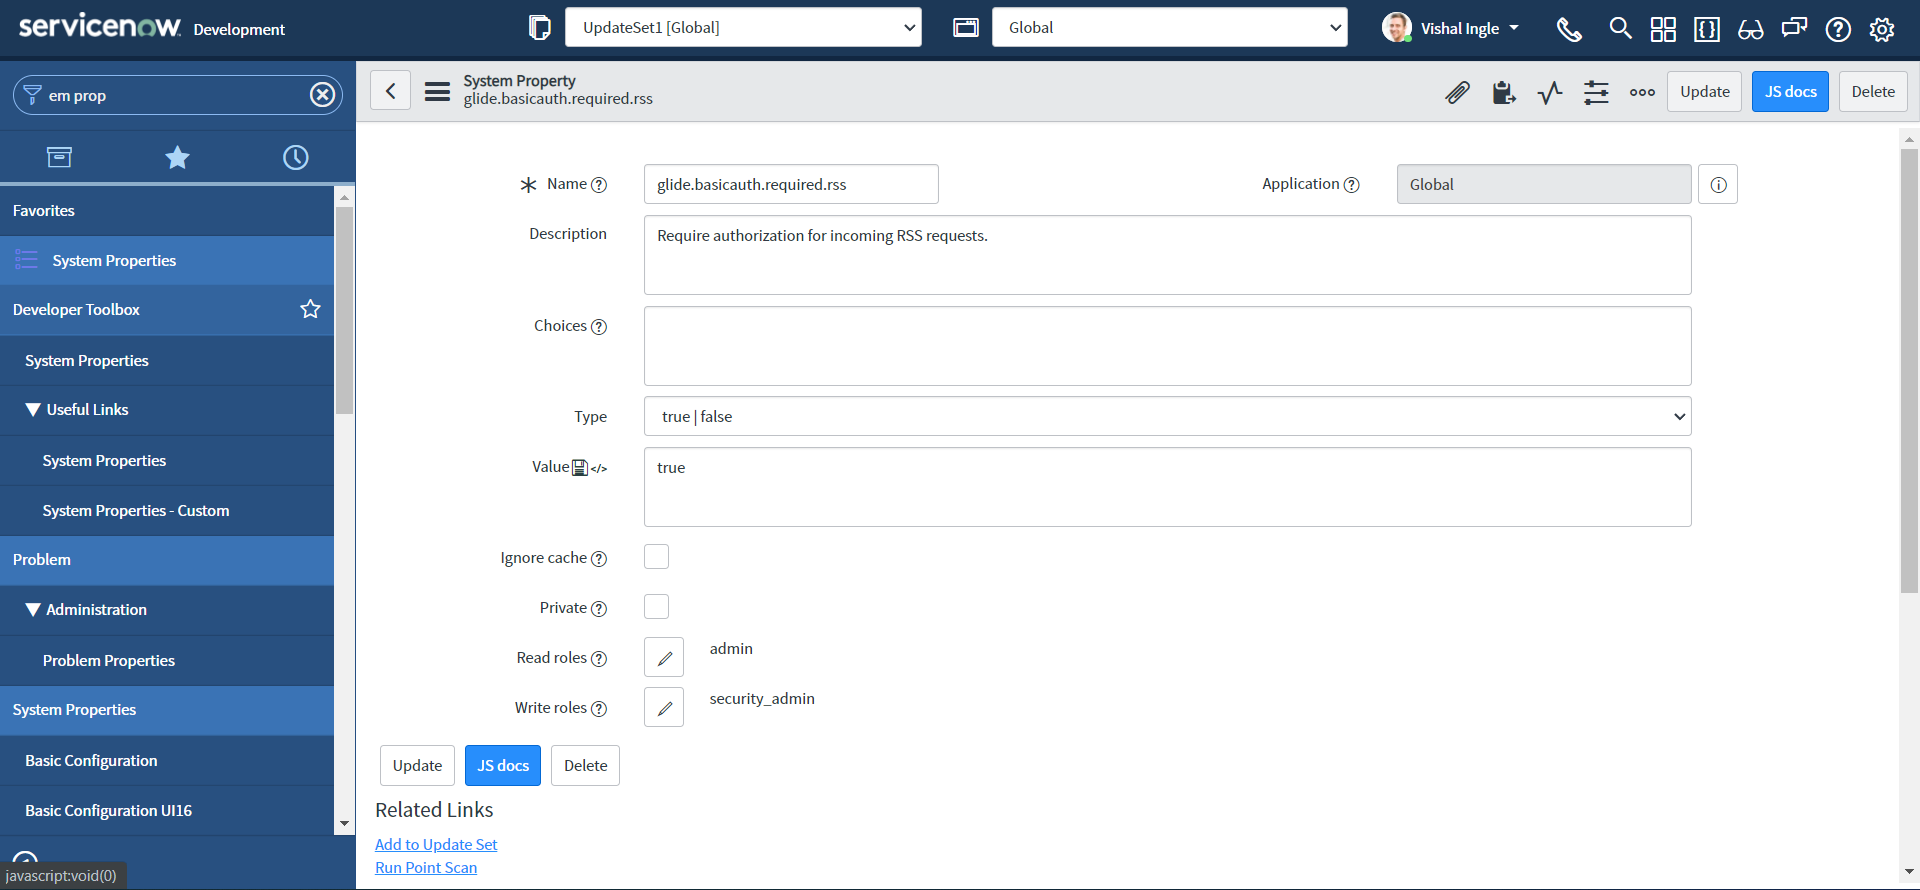 servicenow. Development
UpdateSet1 [Global]
Global
Vishal Ingle
em prop
System Property
glide.basicauth.required.rss
Update
JS docs
Delete
Favorites
System Properties
Developer Toolbox
System Properties
Useful Links
System Properties
System Properties - Custom
Problem
Administration
Problem Properties
System Properties
Basic Configuration
Basic Configuration UI16
javascript:void(0)
Name
glide.basicauth.required.rss
Application
Global
Description
Require authorization for incoming RSS requests.
Choices
Type
true | false
Value </>
true
Ignore cache
Private
Read roles
admin
Write roles
security_admin
Update
JS docs
Delete
Related Links
Add to Update Set
Run Point Scan